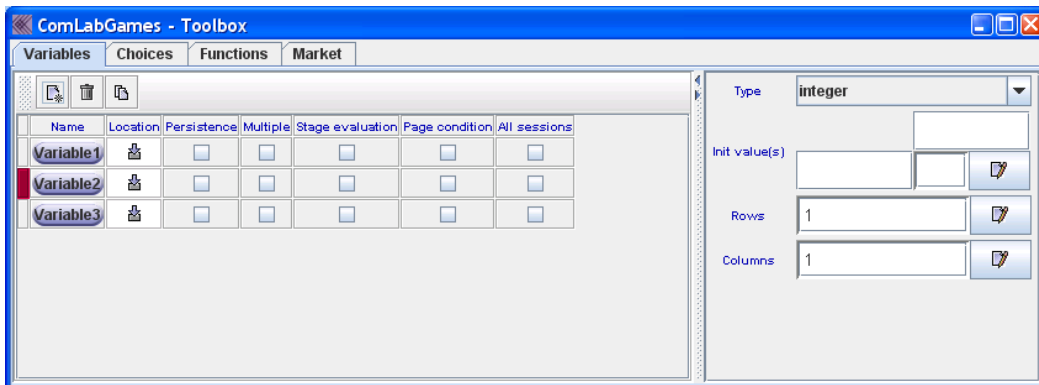 ComLabGames - Toolbox
Variables Choices Functions Market
Name Location Persistence Multiple Stage evaluation Page condition All sessions
Variable1
Variable2
Variable3
Type integer
Init value(s)
Rows 1
Columns 1